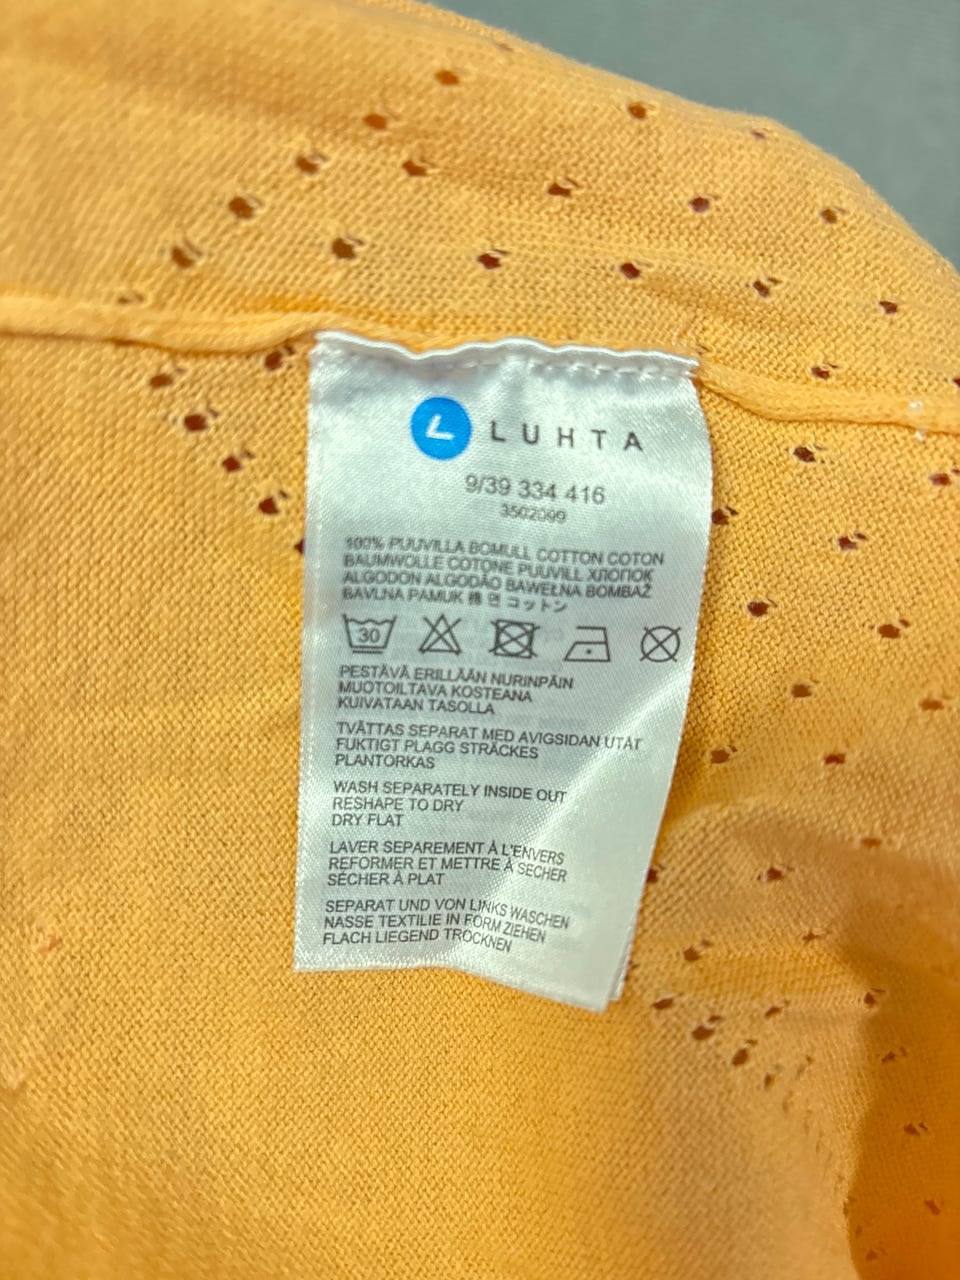 LUHTA
9/39 334 416
3502099
100% PUUVILLA BOMULL COTTON COTON
BAUMWOLLE COTONE PUUVILL ХЛОПОК
ALGODON ALGODÃO BAWEŁNA BOMBAŽ
BAVLNA PAMUK 棉 면 コットン
30
PESTÄVÄ ERILLÄÄN NURINPÄIN
MUOTOILTAVA KOSTEANA
KUIVATAAN TASOLLA
TVÄTTAS SEPARAT MED AVIGSIDAN UTÅT
FUKTIGT PLAGG STRÄCKES
PLANTORKAS
WASH SEPARATELY INSIDE OUT
RESHAPE TO DRY
DRY FLAT
LAVER SEPAREMENT À L'ENVERS
REFORMER ET METTRE À SECHER
SÉCHER À PLAT
SEPARAT UND VON LINKS WASCHEN
NASSE TEXTILIE IN FORM ZIEHEN
FLACH LIEGEND TROCKNEN